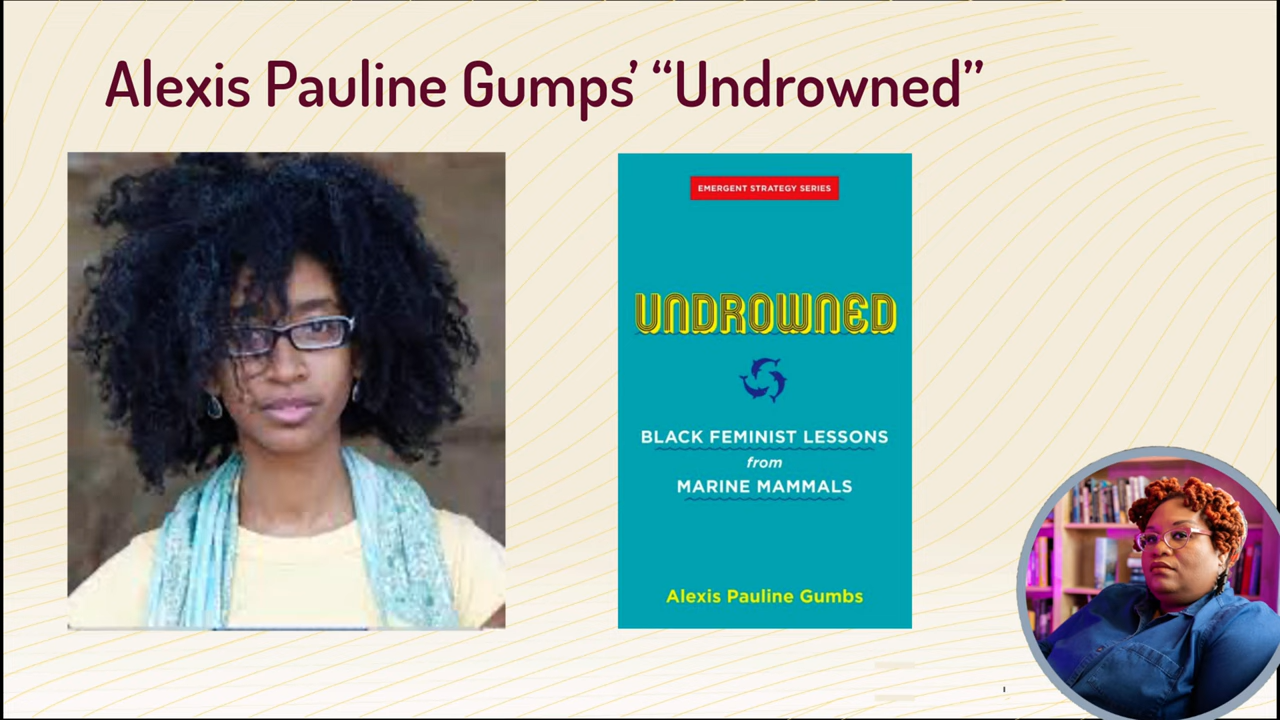 Alexis Pauline Gumps’ “Undrowned”
EMERGENT STRATEGY SERIES
UNDROWNED
BLACK FEMINIST LESSONS
from
MARINE MAMMALS
Alexis Pauline Gumbs